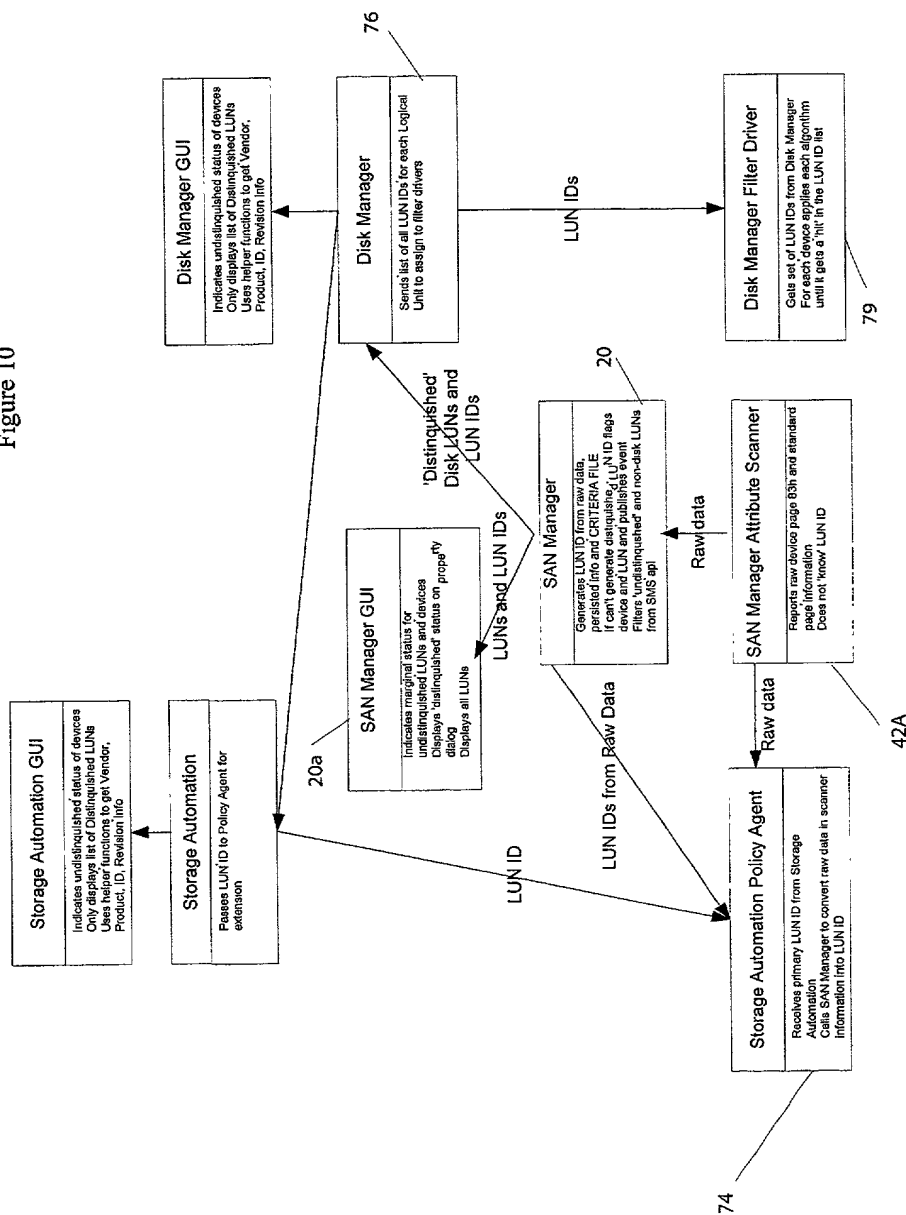 Figure 10
Storage Automation GUI
Indicates undistinquished status of devices
Only displays list of Distinquished LUNs
Uses helper functions to get Vendor,
Product, ID, Revision Info
Storage Automation
Passes LUN ID to Policy Agent for
extension
Disk Manager GUI
Indicates undistinquished status of devices
Only displays list of Distinquished LUNs
Uses helper functions to get Vendor,
Product, ID, Revision Info
Disk Manager
Sends list of all LUN IDs for each Logical
Unit to assign to filter drivers
76
20a
SAN Manager GUI
Indicates marginal status for
undistinquished LUNs and devices
Displays 'distinquished' status on property
dialog
Displays all LUNs
'Distinquished'
Disk LUNs and
LUN IDs
LUNs and LUN IDs
SAN Manager
Generates LUN ID from raw data,
persisted info and CRITERIA FILE
If can't generate distiquished LUN ID flags
device and LUN and publishes event
Filters 'undistinqushed' and non-disk LUNs
from SMS api
20
LUN ID
LUN IDs from Raw Data
LUN IDs
Raw data
Raw data
Storage Automation Policy Agent
Receives primary LUN ID from Storage
Automation
Calls SAN Manager to convert raw data in scanner
information into LUN ID
74
SAN Manager Attribute Scanner
Reports raw device page 83h and standard
page information
Does not 'know' LUN ID
42A
Disk Manager Filter Driver
Gets set of LUN IDs from Disk Manager
For each device applies each algorithm
until it gets a 'hit' in the LUN ID list
79